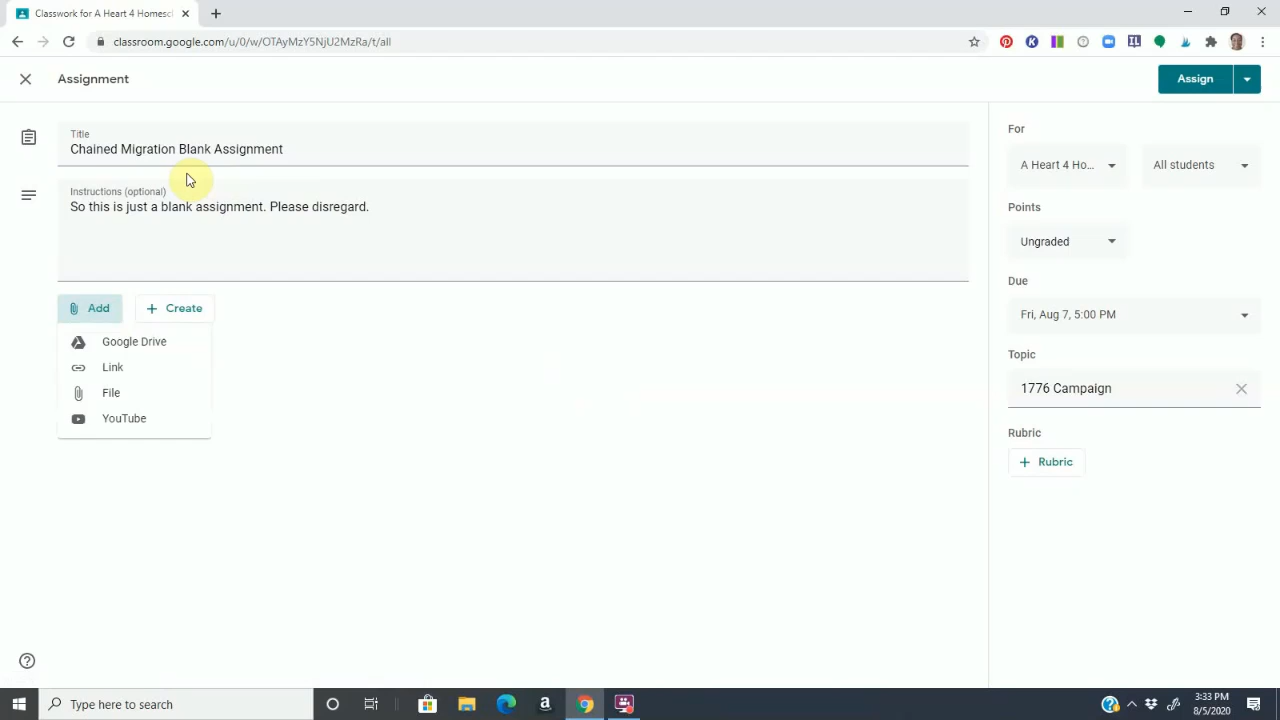 Classwork for A Heart 4 Homesch
classroom.google.com/u/0/w/OTAyMzY5NjU2MzRa/t/all
Assignment
Assign
Title
Chained Migration Blank Assignment
Instructions (optional)
So this is just a blank assignment. Please disregard.
Add
Create
Google Drive
Link
File
YouTube
For
A Heart 4 Ho...
All students
Points
Ungraded
Due
Fri, Aug 7, 5:00 PM
Topic
1776 Campaign
Rubric
Rubric
Type here to search
3:33 PM
8/5/2020